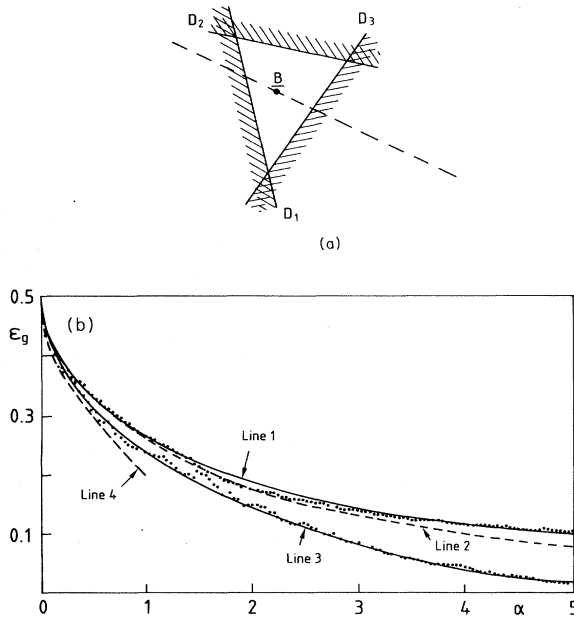 D2 D3
B
D1
(a)
0.5
(b)
εg
0.3
Line 1
Line 4
0.1
Line 2
Line 3
0 1 2 3 4 5
α